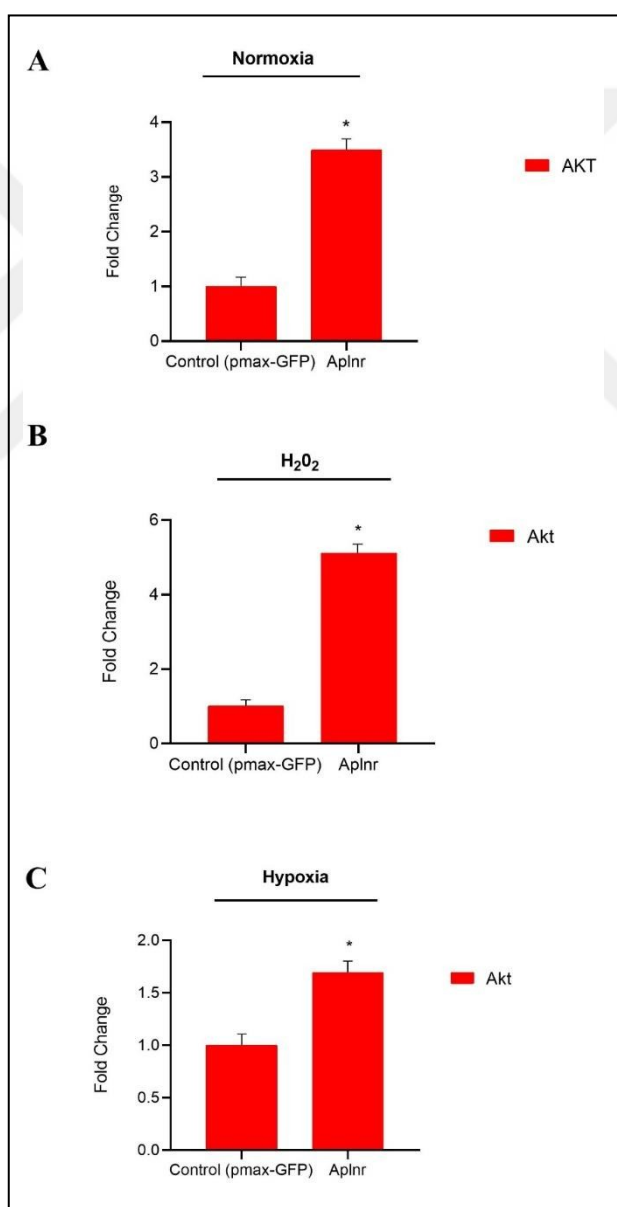 A
Normoxia
*
AKT
Fold Change
4
3
2
1
0
Control (pmax-GFP) Aplnr
B
H₂0₂
*
Akt
Fold Change
6
4
2
0
Control (pmax-GFP) Aplnr
C
Hypoxia
*
Akt
Fold Change
2.0
1.5
1.0
0.5
0.0
Control (pmax-GFP) Aplnr